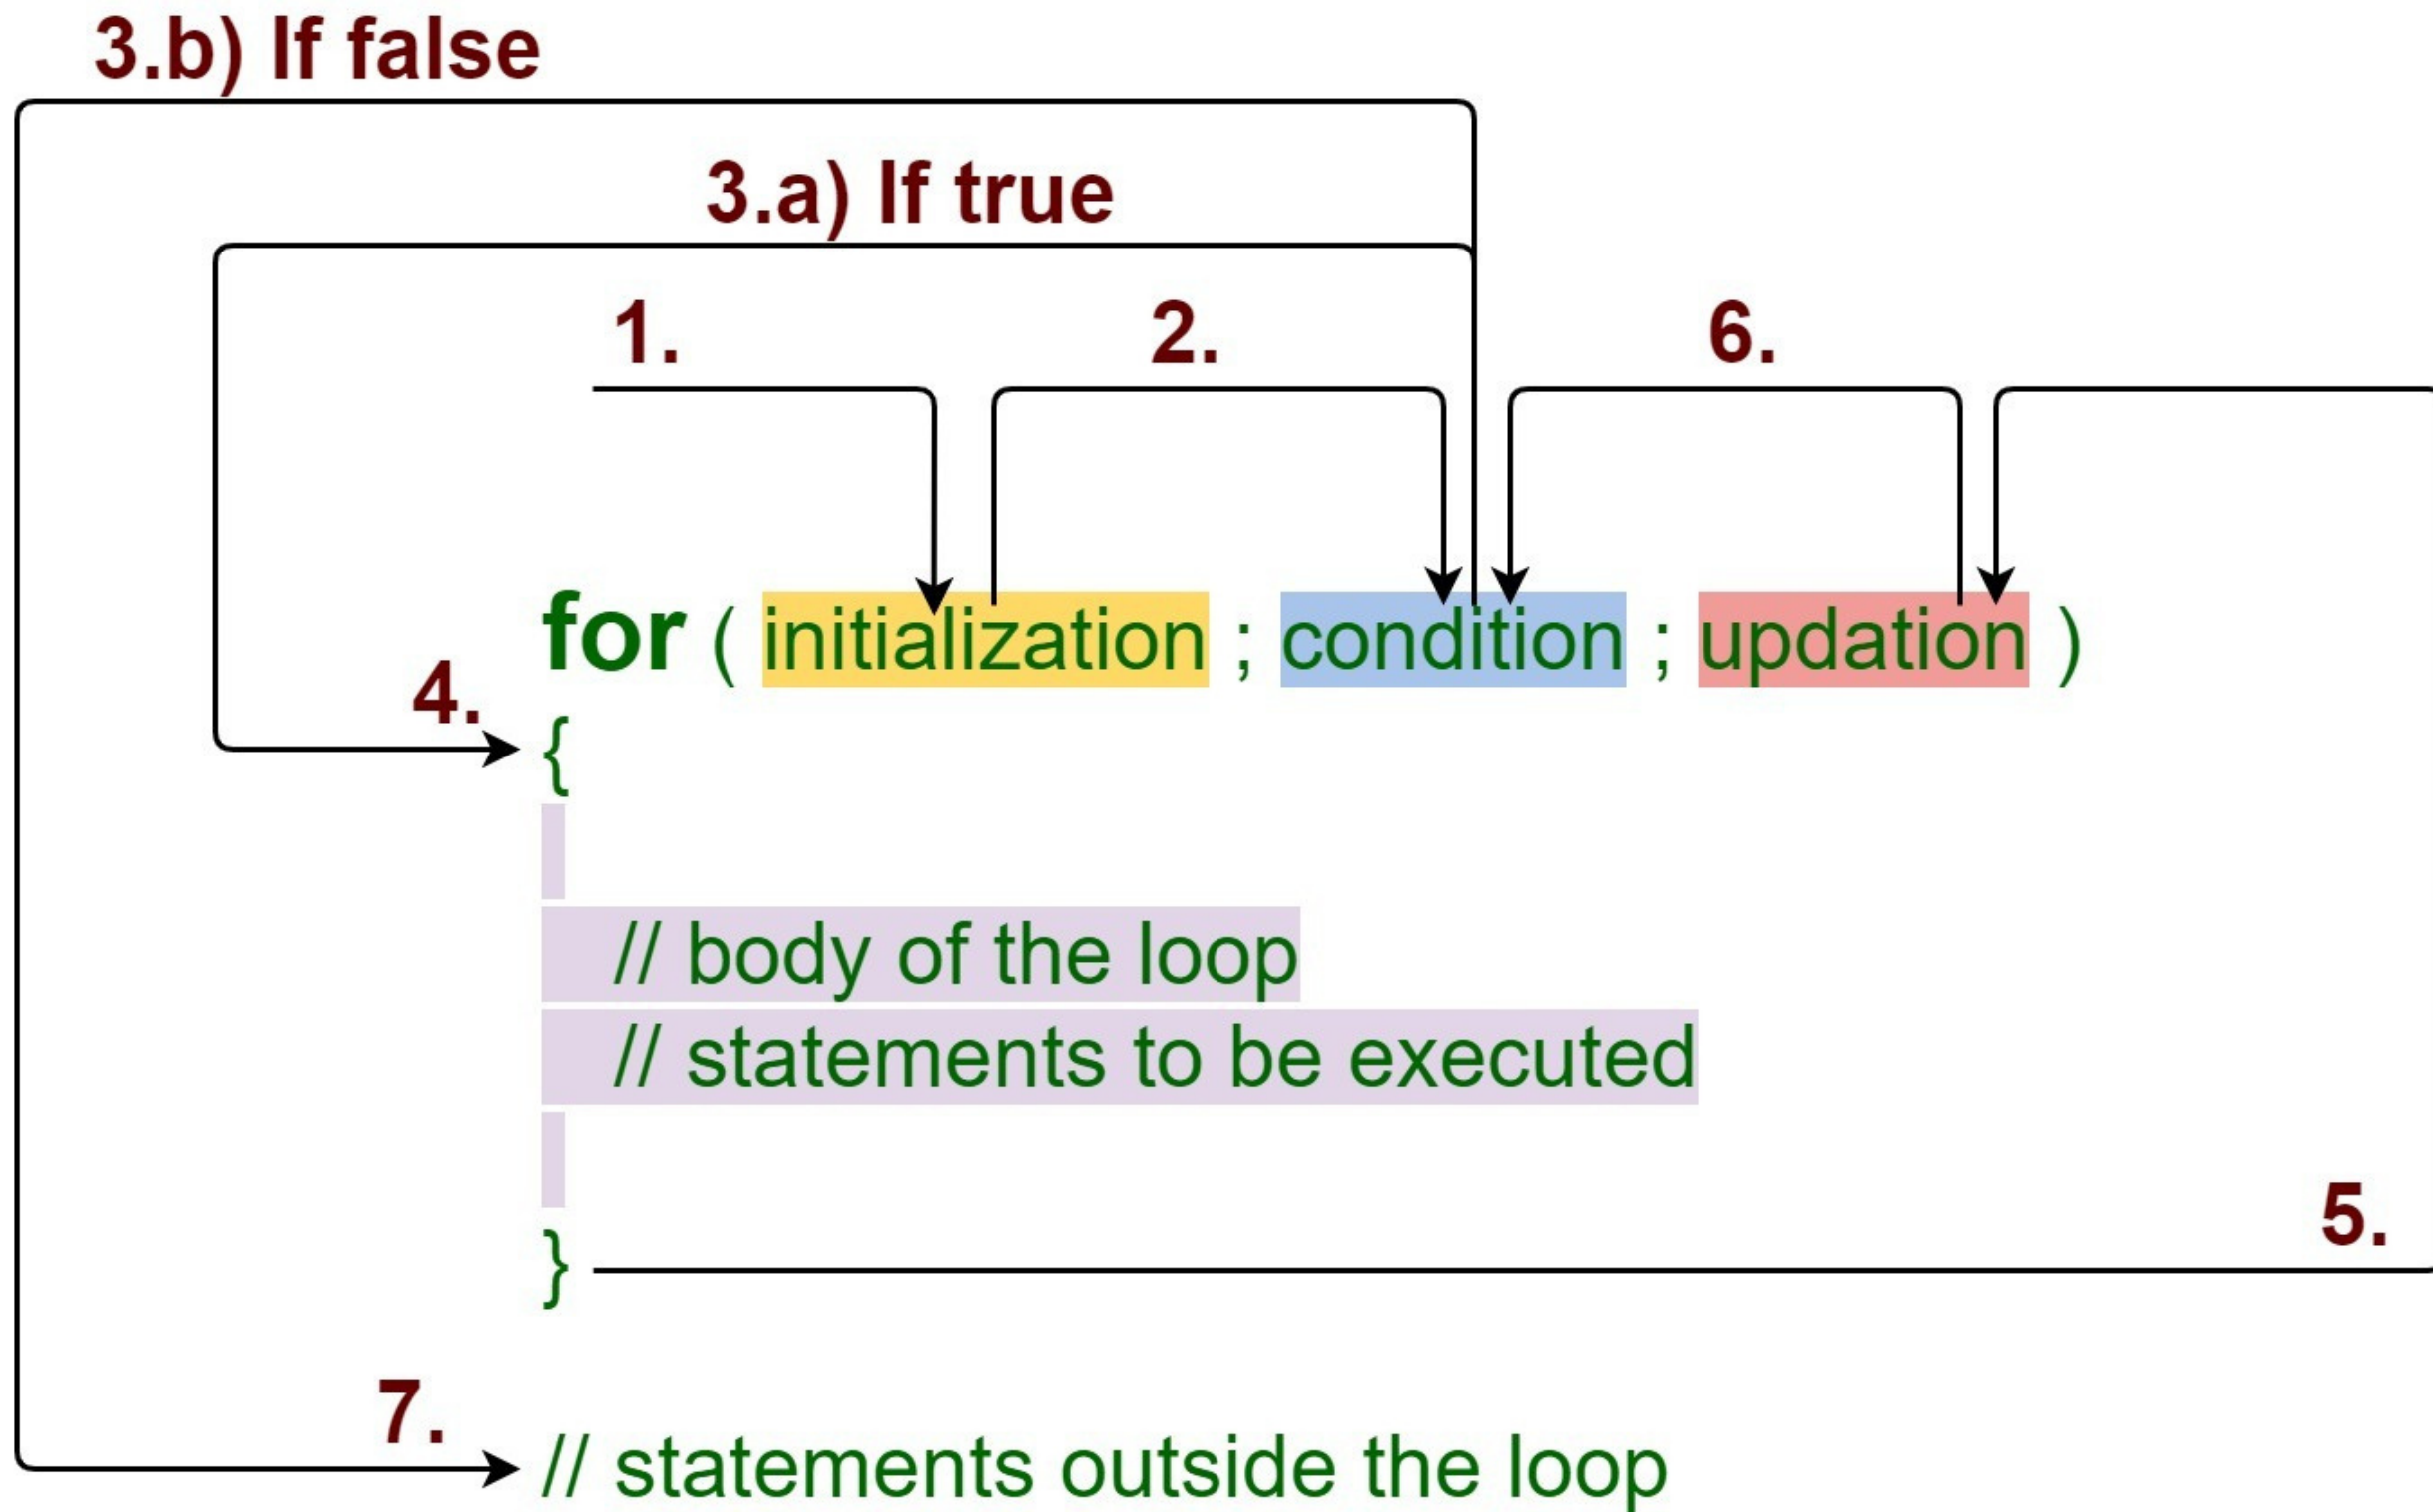 3.b) If false
3.a) If true
1. 2. 6.
for ( initialization ; condition ; updation )
4.
{
// body of the loop
// statements to be executed
5.
}
7.
// statements outside the loop